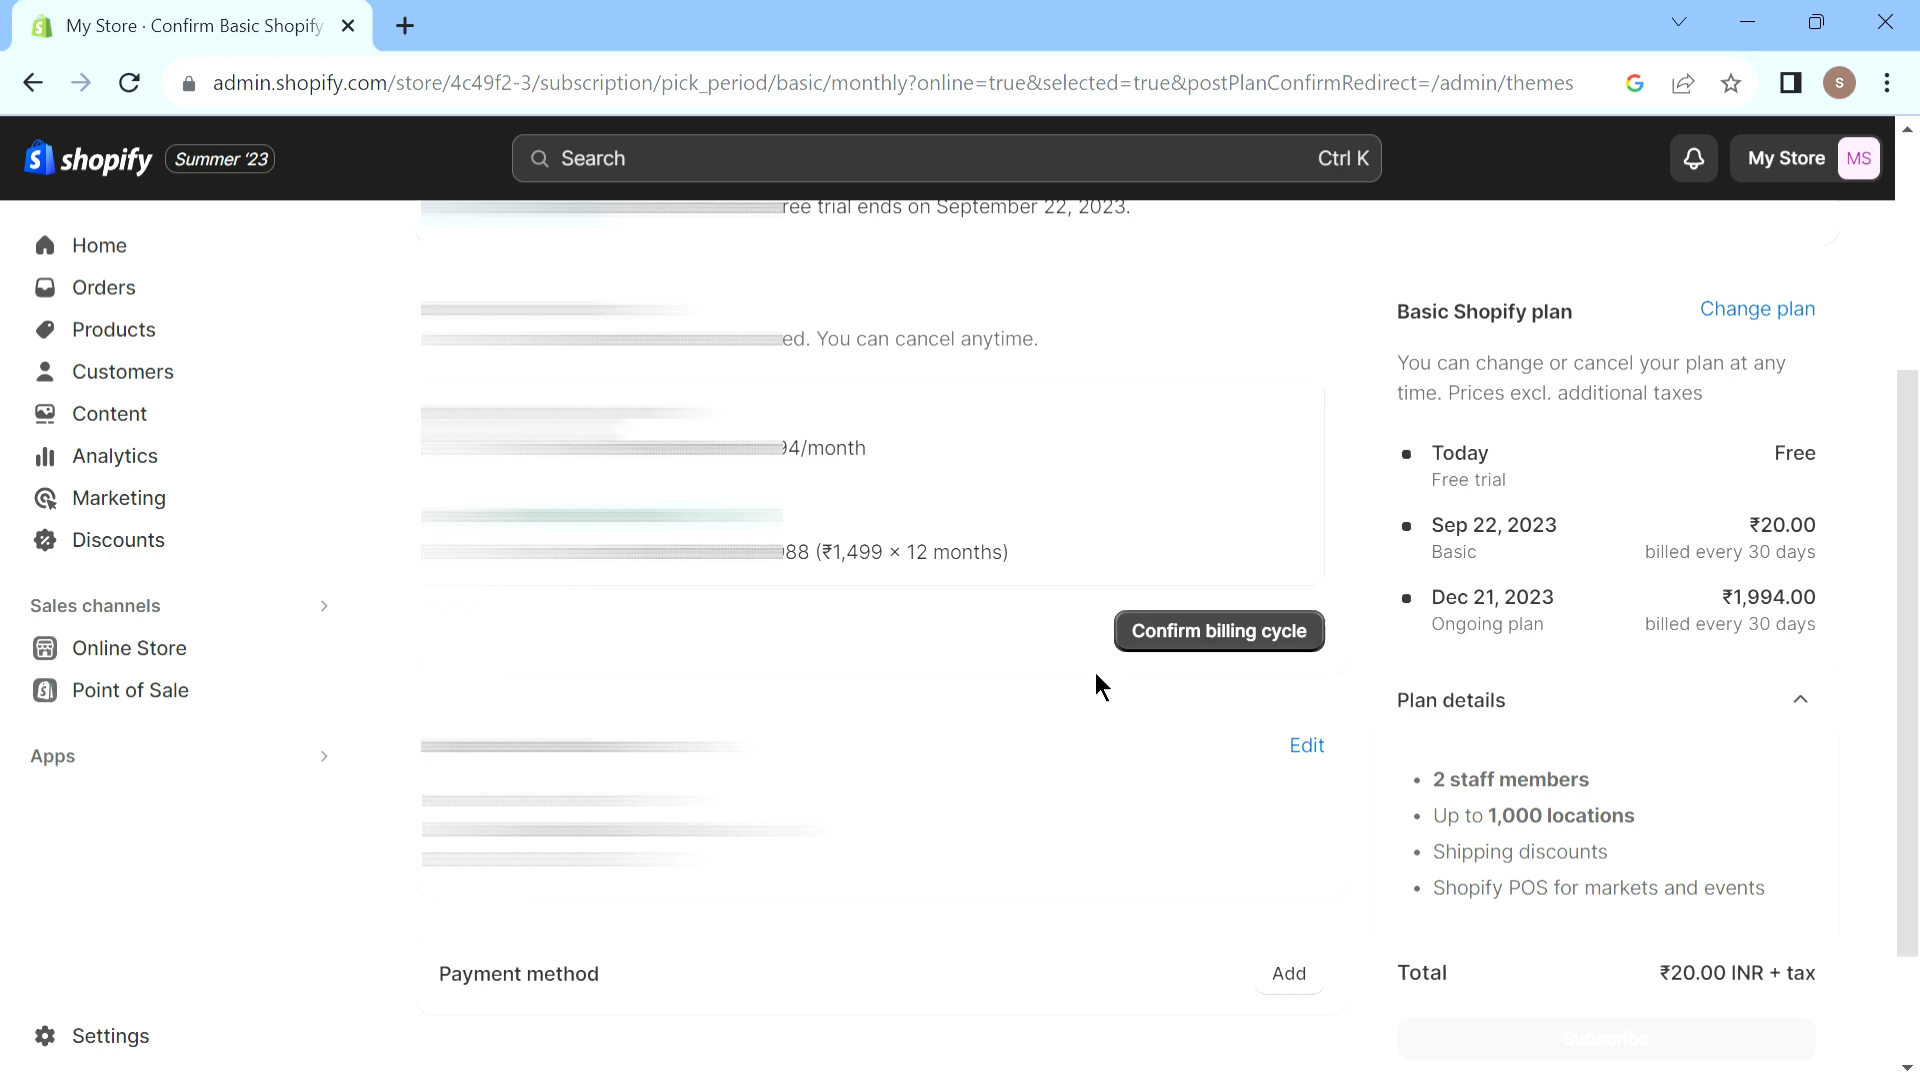 My Store · Confirm Basic Shopify
admin.shopify.com/store/4c49f2-3/subscription/pick_period/basic/monthly?online=true&selected=true&postPlanConfirmRedirect=/admin/themes
S
shopify
Summer '23
Search
Ctrl K
My Store
MS
Home
Orders
Products
Customers
Content
Analytics
Marketing
Discounts
Sales channels
Online Store
Point of Sale
Apps
Settings
trial ends on September 22, 2023.
You can cancel anytime.
/month
(₹1,499 × 12 months)
Confirm billing cycle
Edit
Payment method
Add
Basic Shopify plan
Change plan
You can change or cancel your plan at any
time. Prices excl. additional taxes
Today
Free
Free trial
Sep 22, 2023
₹20.00
Basic
billed every 30 days
Dec 21, 2023
₹1,994.00
Ongoing plan
billed every 30 days
Plan details
• 2 staff members
• Up to 1,000 locations
• Shipping discounts
• Shopify POS for markets and events
Total
₹20.00 INR + tax
Subscribe